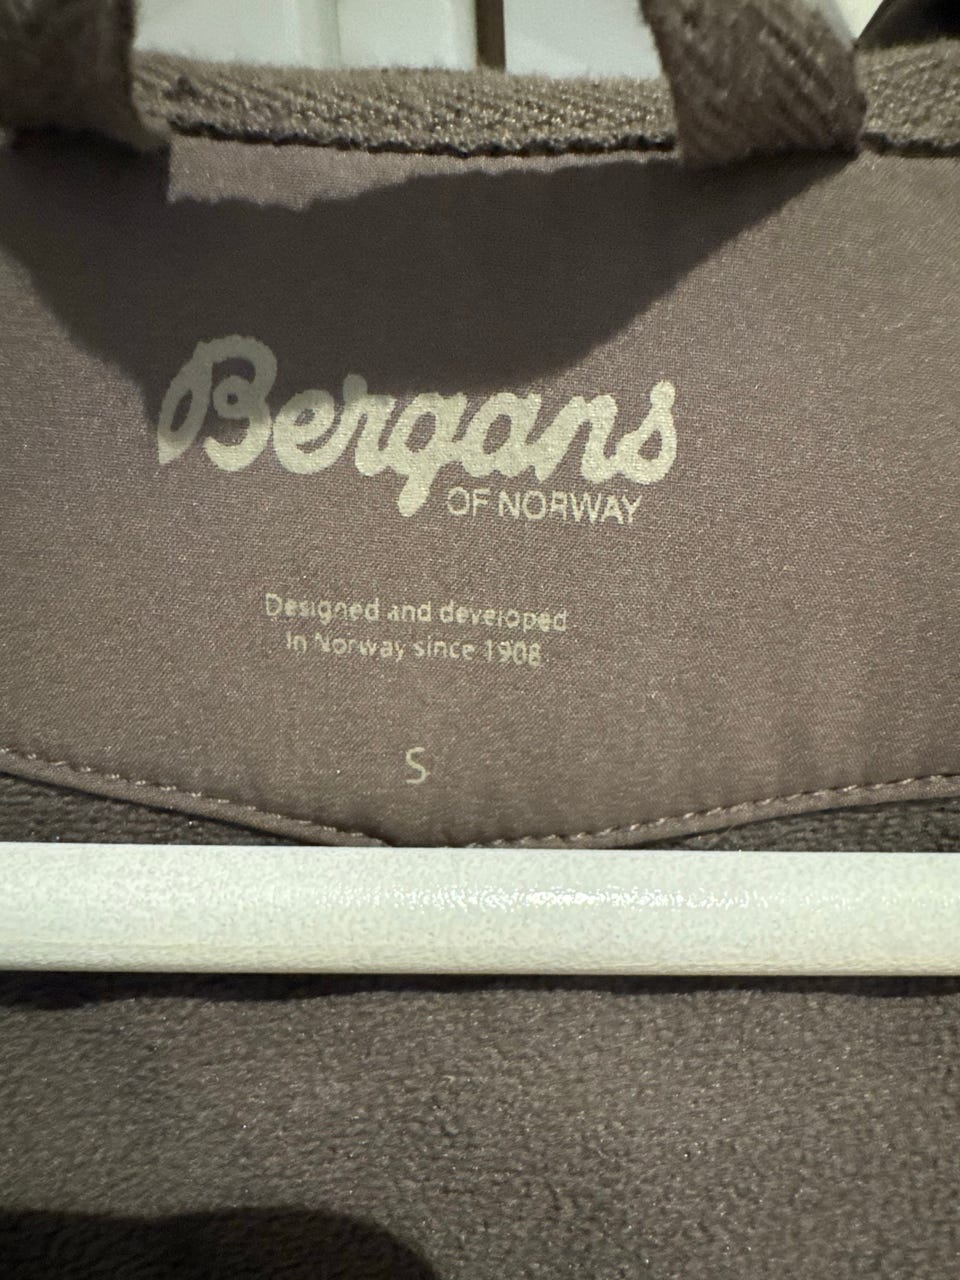 Bergans
OF NORWAY
Designed and developed
in Norway since 1908
S